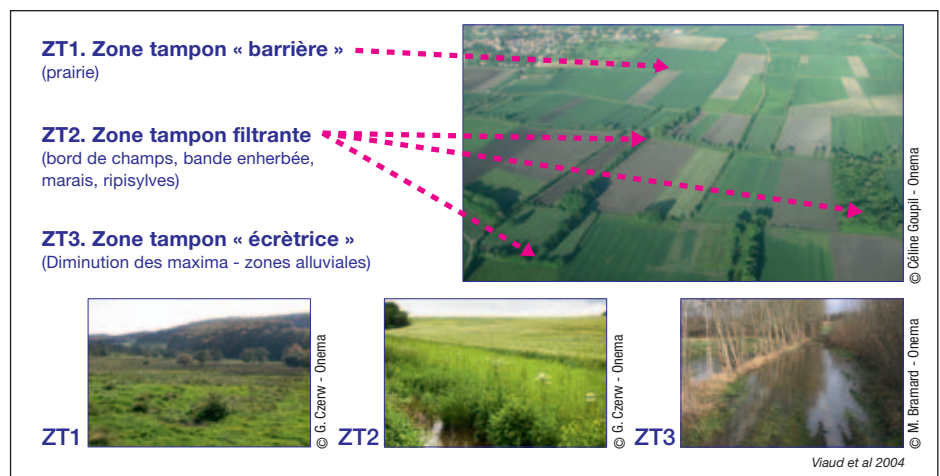 ZT1. Zone tampon « barrière »
(prairie)
ZT2. Zone tampon filtrante
(bord de champs, bande enherbée,
marais, ripisylves)
ZT3. Zone tampon « écrètrice »
(Diminution des maxima - zones alluviales)
© Céline Goupil - Onema
ZT1
© G. Czerw - Onema
ZT2
© G. Czerw - Onema
ZT3
© M. Bramard - Onema
Viaud et al 2004